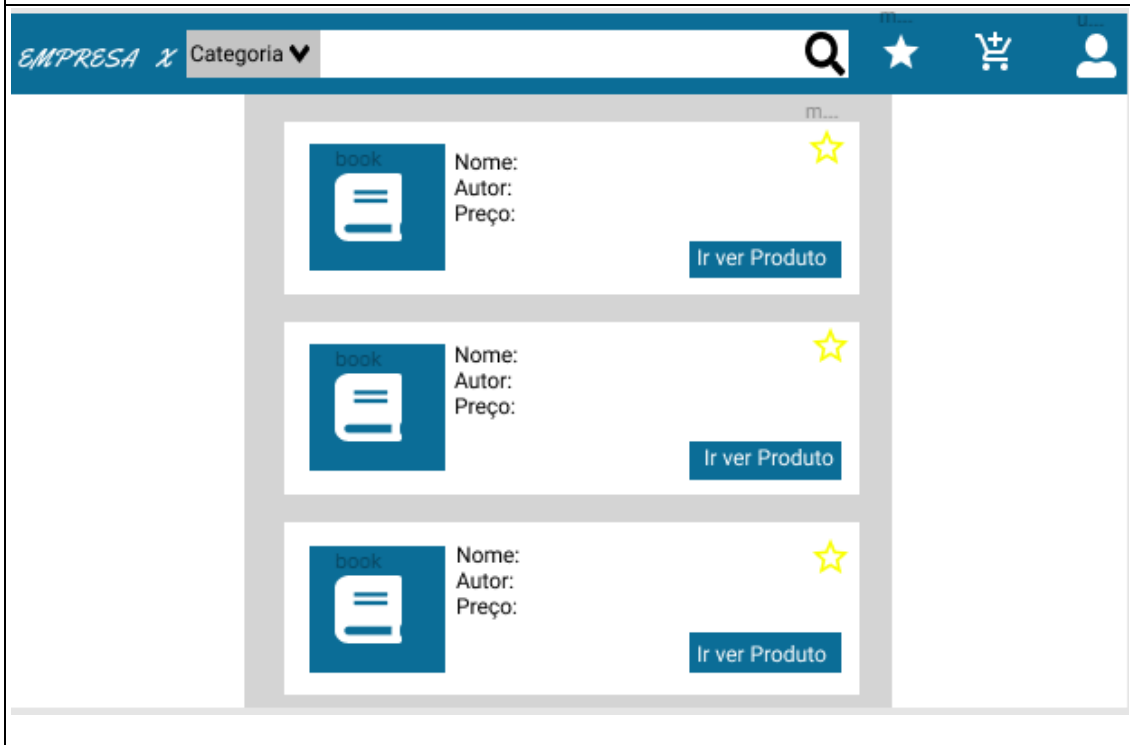 m...
u...
EMPRESA X
Categoria
m...
book
Nome:
Autor:
Preço:
Ir ver Produto
book
Nome:
Autor:
Preço:
Ir ver Produto
book
Nome:
Autor:
Preço:
Ir ver Produto